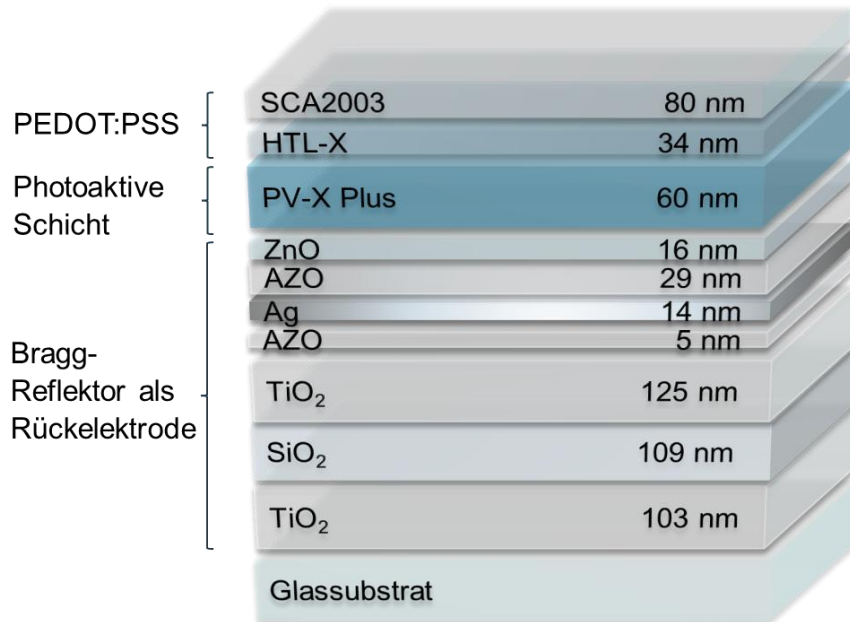 PEDOT:PSS
SCA2003 80 nm
HTL-X 34 nm
Photoaktive
Schicht
PV-X Plus 60 nm
Bragg-
Reflektor als
Rückelektrode
ZnO 16 nm
AZO 29 nm
Ag 14 nm
AZO 5 nm
TiO₂ 125 nm
SiO₂ 109 nm
TiO₂ 103 nm
Glassubstrat